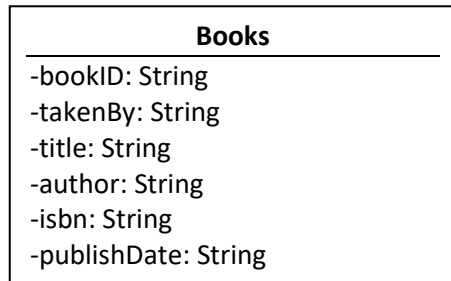 Books
-bookID: String
-takenBy: String
-title: String
-author: String
-isbn: String
-publishDate: String